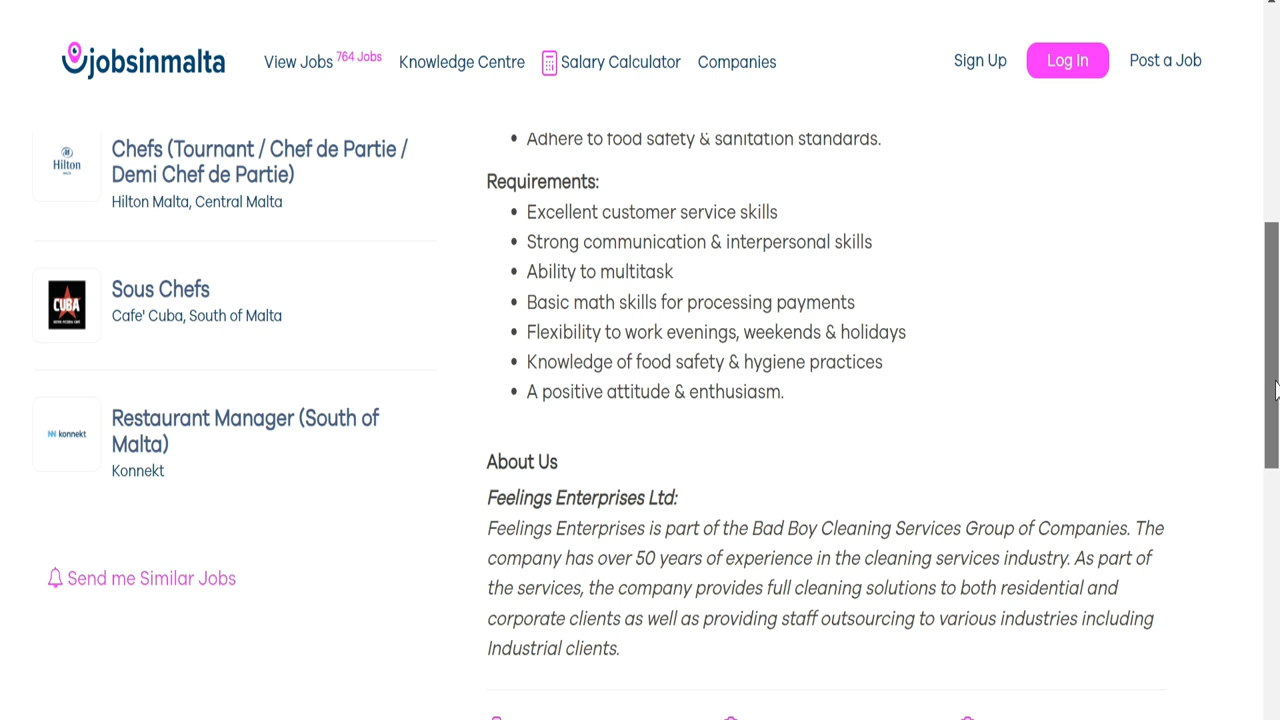 jobsinmalta
View Jobs 764 Jobs
Knowledge Centre
Salary Calculator
Companies
Sign Up
Log In
Post a Job
Hilton
Chefs (Tournant / Chef de Partie /
Demi Chef de Partie)
Hilton Malta, Central Malta
CUBA
Sous Chefs
Cafe' Cuba, South of Malta
konnekt
Restaurant Manager (South of
Malta)
Konnekt
Send me Similar Jobs
• Adhere to food safety & sanitation standards.
Requirements:
• Excellent customer service skills
• Strong communication & interpersonal skills
• Ability to multitask
• Basic math skills for processing payments
• Flexibility to work evenings, weekends & holidays
• Knowledge of food safety & hygiene practices
• A positive attitude & enthusiasm.
About Us
Feelings Enterprises Ltd:
Feelings Enterprises is part of the Bad Boy Cleaning Services Group of Companies. The
company has over 50 years of experience in the cleaning services industry. As part of
the services, the company provides full cleaning solutions to both residential and
corporate clients as well as providing staff outsourcing to various industries including
Industrial clients.